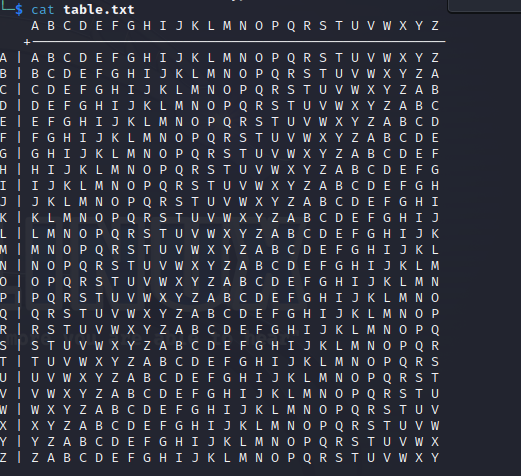 └─$ cat table.txt
A B C D E F G H I J K L M N O P Q R S T U V W X Y Z
+
A | A B C D E F G H I J K L M N O P Q R S T U V W X Y Z
B | B C D E F G H I J K L M N O P Q R S T U V W X Y Z A
C | C D E F G H I J K L M N O P Q R S T U V W X Y Z A B
D | D E F G H I J K L M N O P Q R S T U V W X Y Z A B C
E | E F G H I J K L M N O P Q R S T U V W X Y Z A B C D
F | F G H I J K L M N O P Q R S T U V W X Y Z A B C D E
G | G H I J K L M N O P Q R S T U V W X Y Z A B C D E F
H | H I J K L M N O P Q R S T U V W X Y Z A B C D E F G
I | I J K L M N O P Q R S T U V W X Y Z A B C D E F G H
J | J K L M N O P Q R S T U V W X Y Z A B C D E F G H I
K | K L M N O P Q R S T U V W X Y Z A B C D E F G H I J
L | L M N O P Q R S T U V W X Y Z A B C D E F G H I J K
M | M N O P Q R S T U V W X Y Z A B C D E F G H I J K L
N | N O P Q R S T U V W X Y Z A B C D E F G H I J K L M
O | O P Q R S T U V W X Y Z A B C D E F G H I J K L M N
P | P Q R S T U V W X Y Z A B C D E F G H I J K L M N O
Q | Q R S T U V W X Y Z A B C D E F G H I J K L M N O P
R | R S T U V W X Y Z A B C D E F G H I J K L M N O P Q
S | S T U V W X Y Z A B C D E F G H I J K L M N O P Q R
T | T U V W X Y Z A B C D E F G H I J K L M N O P Q R S
U | U V W X Y Z A B C D E F G H I J K L M N O P Q R S T
V | V W X Y Z A B C D E F G H I J K L M N O P Q R S T U
W | W X Y Z A B C D E F G H I J K L M N O P Q R S T U V
X | X Y Z A B C D E F G H I J K L M N O P Q R S T U V W
Y | Y Z A B C D E F G H I J K L M N O P Q R S T U V W X
Z | Z A B C D E F G H I J K L M N O P Q R S T U V W X Y